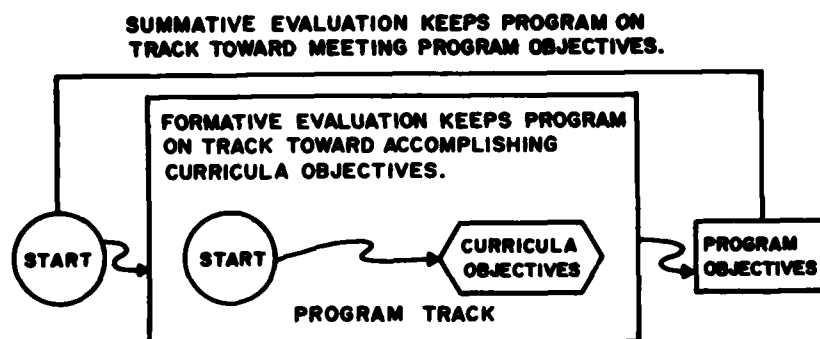 SUMMATIVE EVALUATION KEEPS PROGRAM ON
TRACK TOWARD MEETING PROGRAM OBJECTIVES.
FORMATIVE EVALUATION KEEPS PROGRAM
ON TRACK TOWARD ACCOMPLISHING
CURRICULA OBJECTIVES.
START
START
CURRICULA
OBJECTIVES
PROGRAM
OBJECTIVES
PROGRAM TRACK